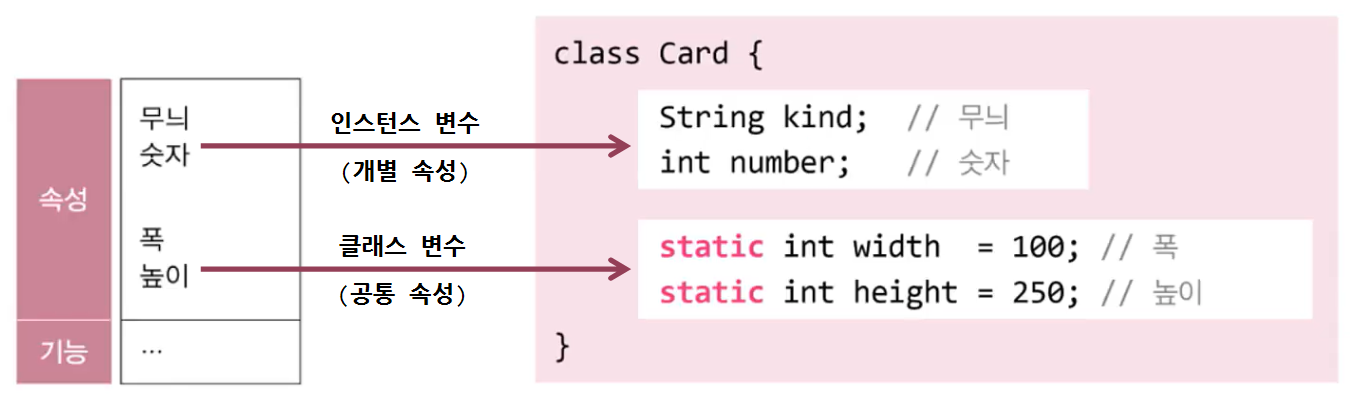 속성
무늬
숫자
폭
높이
기능
...
인스턴스 변수
(개별 속성)
클래스 변수
(공통 속성)
class Card {
String kind; // 무늬
int number; // 숫자
static int width = 100; // 폭
static int height = 250; // 높이
}